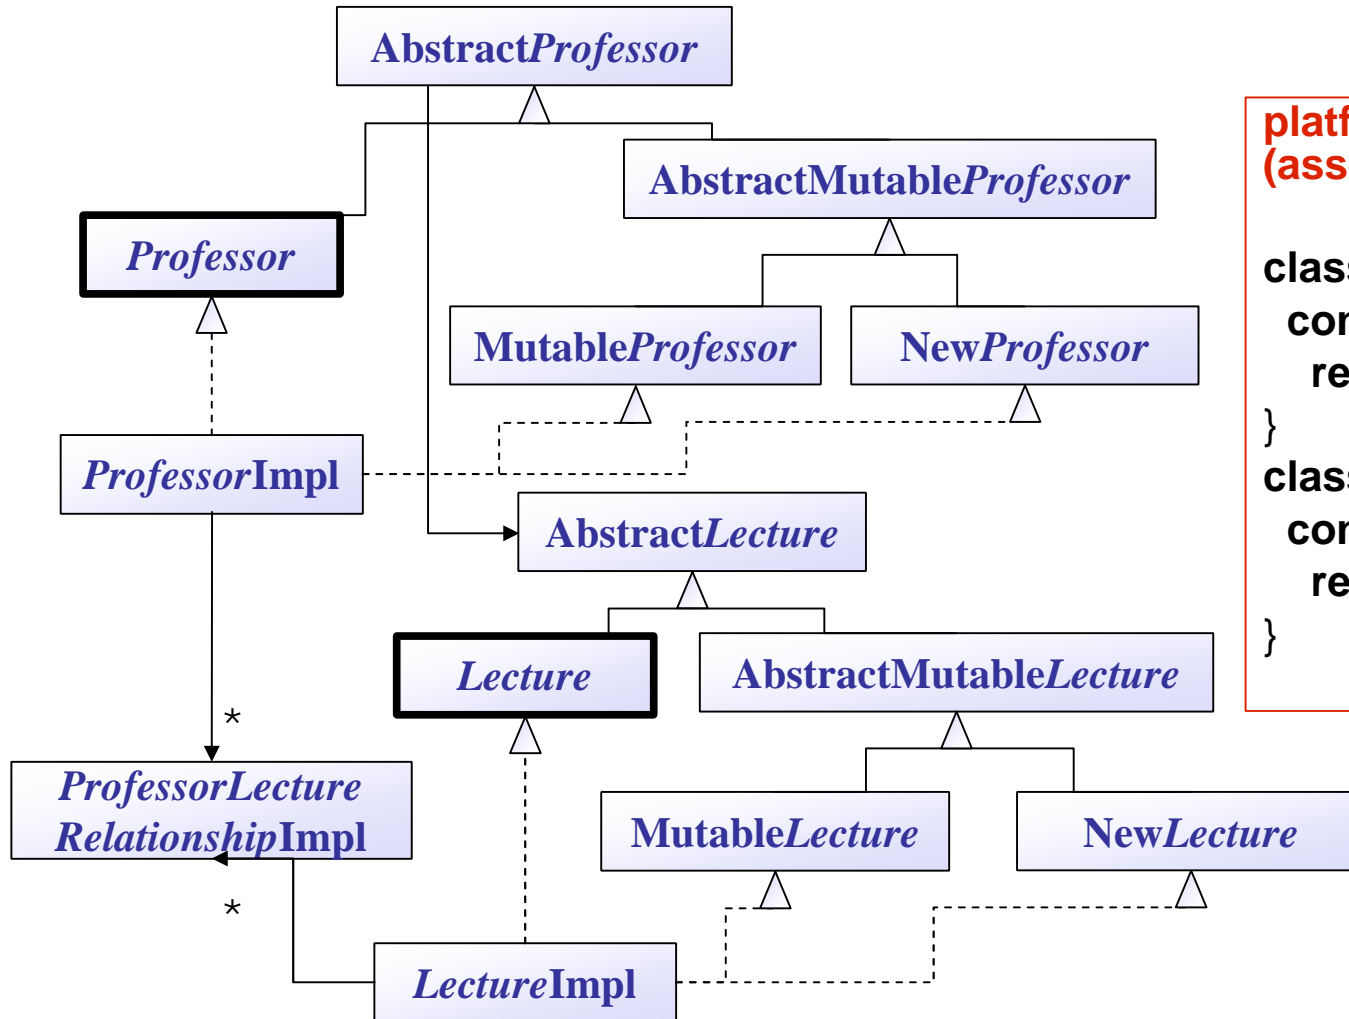 AbstractProfessor
AbstractMutableProfessor
Professor
MutableProfessor
NewProfessor
ProfessorImpl
AbstractLecture
Lecture
AbstractMutableLecture
*
ProfessorLecture
RelationshipImpl
MutableLecture
NewLecture
*
LectureImpl
}
}